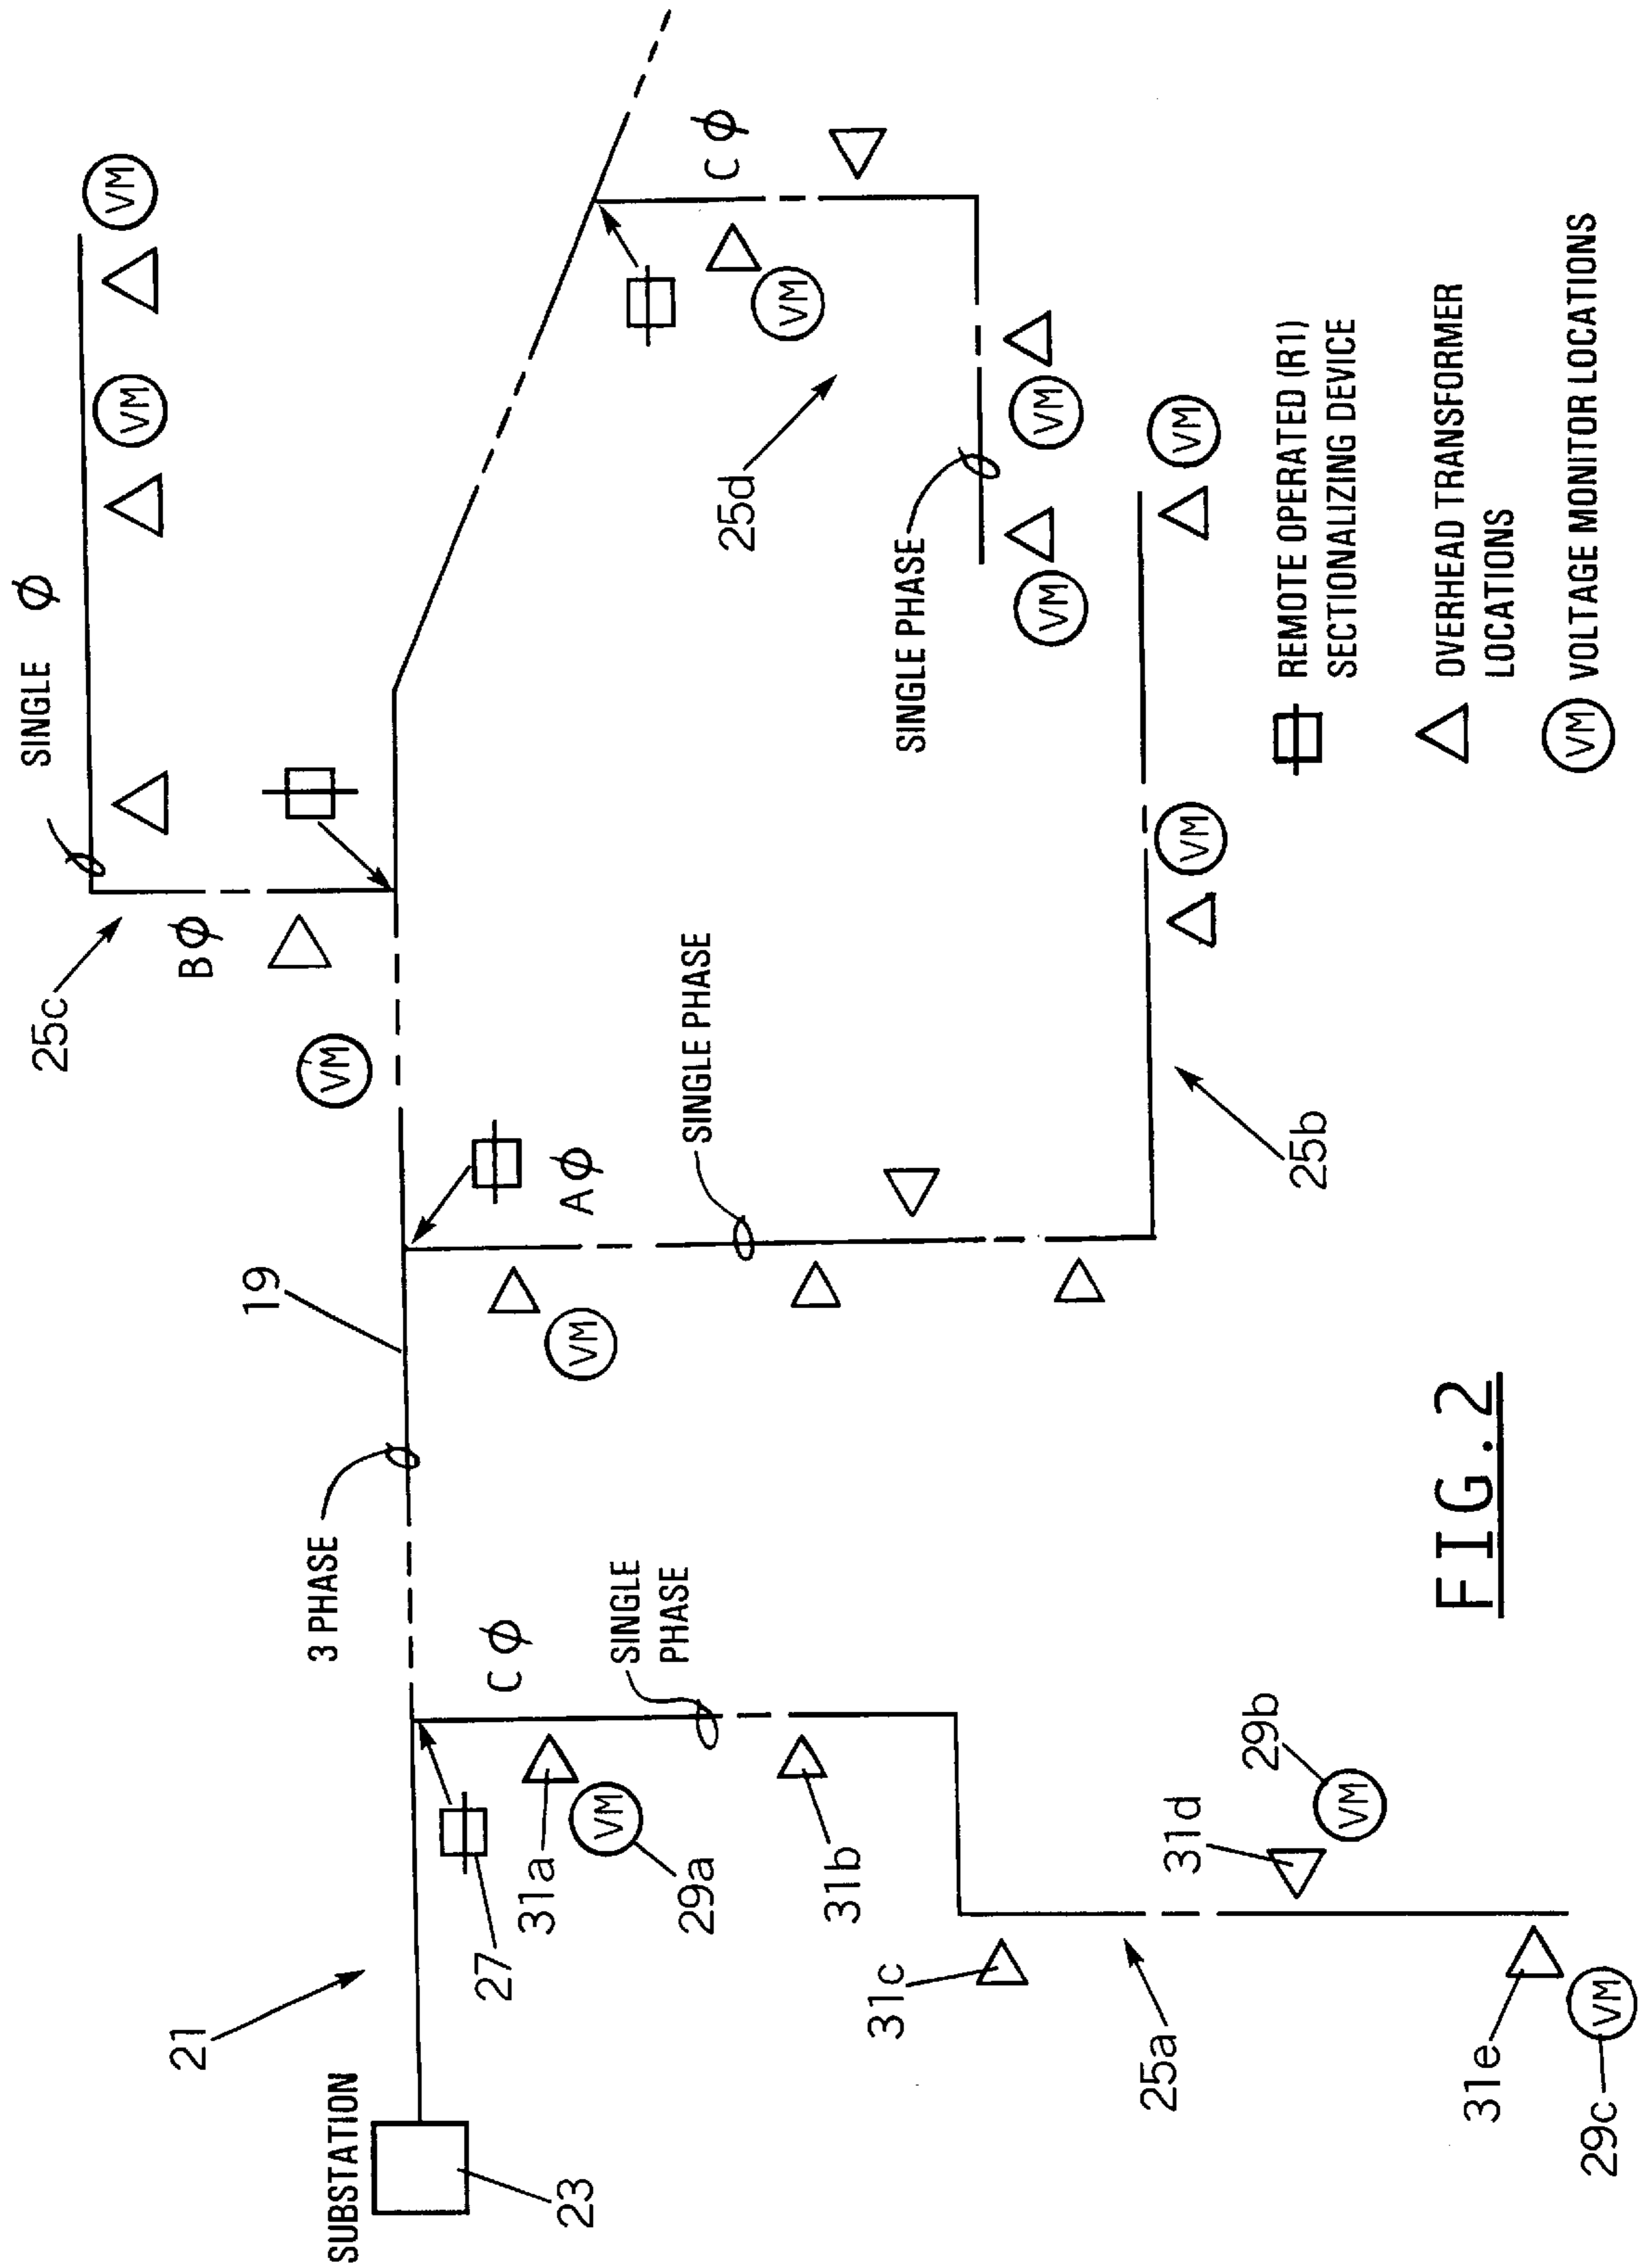 SUBSTATION
23
21
27
31a
29a
31b
31c
25a
31d
29b
31e
29c
C ϕ
SINGLE
PHASE
3 PHASE
19
A ϕ
SINGLE PHASE
VM
VM
VM
VM
VM
25b
VM
VM
25c
B ϕ
SINGLE ϕ
VM
VM
C ϕ
VM
25d
SINGLE PHASE
VM
VM
REMOTE OPERATED (R1)
SECTIONALIZING DEVICE
OVERHEAD TRANSFORMER
LOCATIONS
VM VOLTAGE MONITOR LOCATIONS
FIG.2